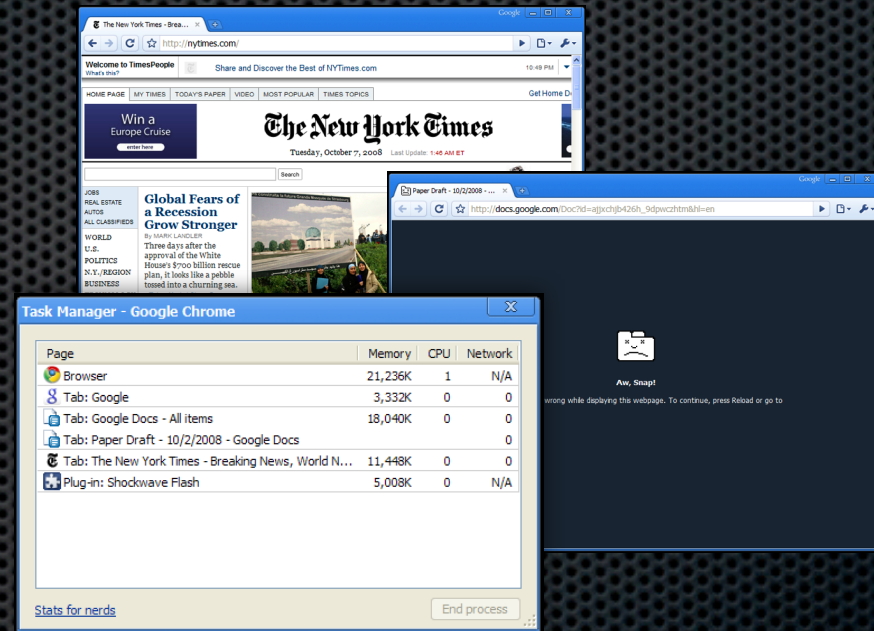 Google
The New York Times - Brea...
http://nytimes.com/
Welcome to TimesPeople
What's this?
Share and Discover the Best of NYTimes.com
10:49 PM
HOME PAGE MY TIMES TODAY'S PAPER VIDEO MOST POPULAR TIMES TOPICS
Get Home De
Win a
Europe Cruise
enter here
The New York Times
Tuesday, October 7, 2008 Last Update: 1:46 AM ET
Search
JOBS
REAL ESTATE
AUTOS
ALL CLASSIFIEDS
WORLD
U.S.
POLITICS
N.Y./REGION
BUSINESS
Global Fears of
a Recession
Grow Stronger
By MARK LANDLER
Three days after the
approval of the White
House's $700 billion rescue
plan, it looks like a pebble
tossed into a churning sea.
Google
Paper Draft - 10/2/2008 - ...
http://docs.google.com/Doc?id=ajjxchjb426h_9dpwczhtm&hl=en
Aw, Snap!
wrong while displaying this webpage. To continue, press Reload or go to
Task Manager - Google Chrome
Page Memory CPU Network
Browser 21,236K 1 N/A
Tab: Google 3,332K 0 0
Tab: Google Docs - All items 18,040K 0 0
Tab: Paper Draft - 10/2/2008 - Google Docs 0
Tab: The New York Times - Breaking News, World N... 11,448K 0 0
Plug-in: Shockwave Flash 5,008K 0 N/A
Stats for nerds
End process